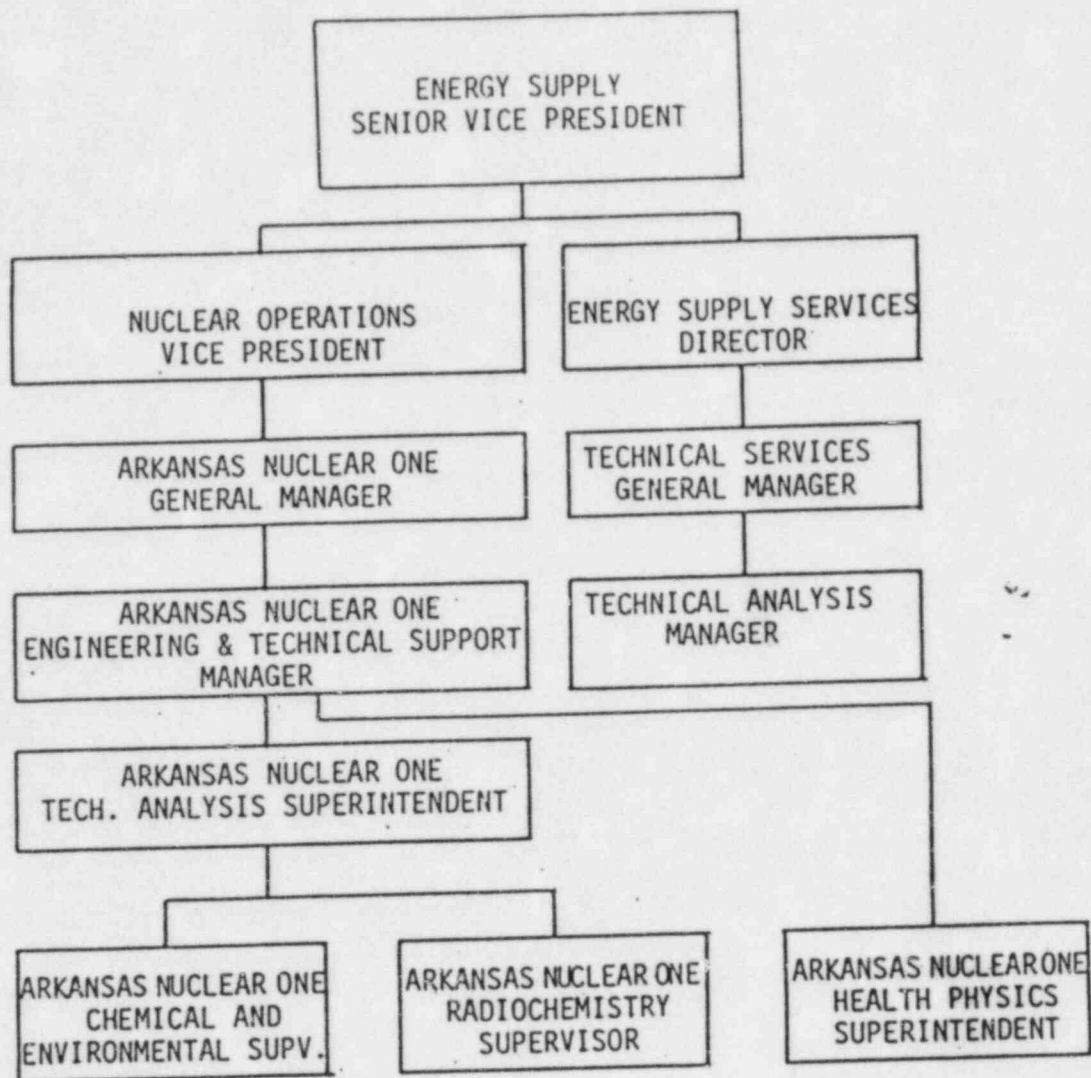 ENERGY SUPPLY
SENIOR VICE PRESIDENT
NUCLEAR OPERATIONS
VICE PRESIDENT
ENERGY SUPPLY SERVICES
DIRECTOR
ARKANSAS NUCLEAR ONE
GENERAL MANAGER
TECHNICAL SERVICES
GENERAL MANAGER
ARKANSAS NUCLEAR ONE
ENGINEERING & TECHNICAL SUPPORT
MANAGER
TECHNICAL ANALYSIS
MANAGER
ARKANSAS NUCLEAR ONE
TECH. ANALYSIS SUPERINTENDENT
ARKANSAS NUCLEAR ONE
CHEMICAL AND
ENVIRONMENTAL SUPV.
ARKANSAS NUCLEAR ONE
RADIOCHEMISTRY
SUPERVISOR
ARKANSAS NUCLEAR ONE
HEALTH PHYSICS
SUPERINTENDENT